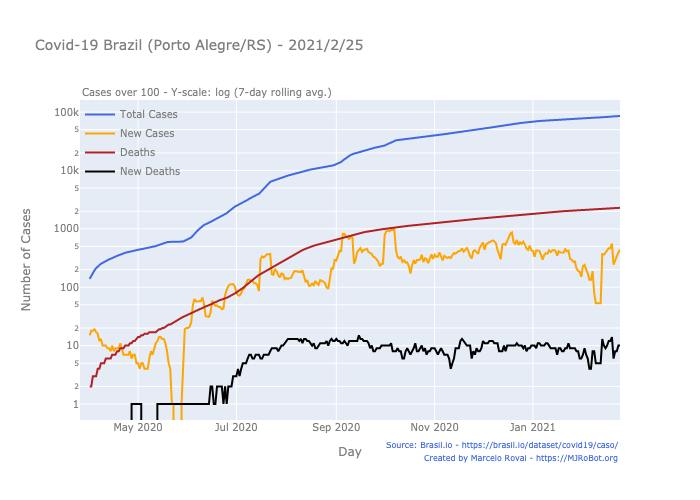 Covid-19 Brazil (Porto Alegre/RS) - 2021/2/25
Cases over 100 - Y-scale: log (7-day rolling avg.)
Total Cases
New Cases
Deaths
New Deaths
100k
5
2
10k
5
2
1000
5
2
100
5
2
10
5
2
1
Number of Cases
May 2020
Jul 2020
Sep 2020
Nov 2020
Jan 2021
Day
Source: Brasil.io - https://brasil.io/dataset/covid19/caso/
Created by Marcelo Rovai - https://MJRoBot.org